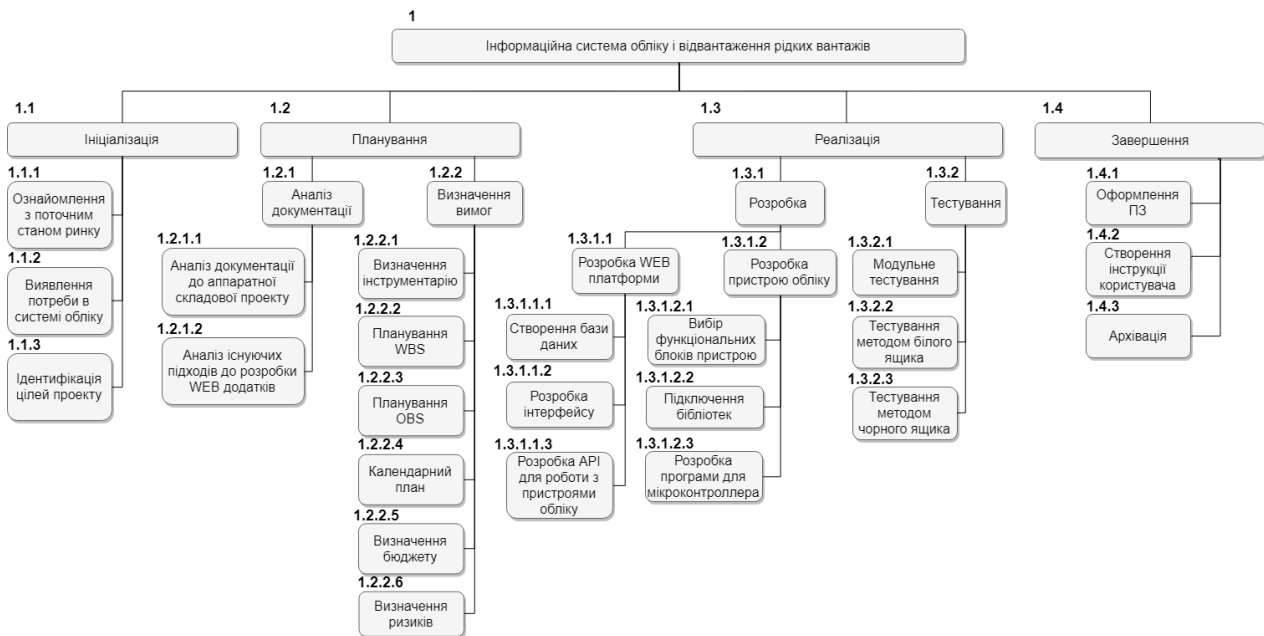 1
Інформаційна система обліку і відвантаження рідких вантажів
1.1
Ініціалізація
1.1.1
Ознайомлення
з поточним
станом ринку
1.1.2
Виявлення
потреби в
системі обліку
1.1.3
Ідентифікація
цілей проекту
1.2
Планування
1.2.1
Аналіз
документації
1.2.1.1
Аналіз документації
до аппаратної
складової проекту
1.2.1.2
Аналіз існуючих
підходів до розробки
WEB додатків
1.2.2
Визначення
вимог
1.2.2.1
Визначення
інструментарію
1.2.2.2
Планування
WBS
1.2.2.3
Планування
OBS
1.2.2.4
Календарний
план
1.2.2.5
Визначення
бюджету
1.2.2.6
Визначення
ризиків
1.3
Реалізація
1.3.1
Розробка
1.3.1.1
Розробка WEB
платформи
1.3.1.1.1
Створення бази
даних
1.3.1.1.2
Розробка
інтерфейсу
1.3.1.1.3
Розробка API
для роботи з
пристроями
обліку
1.3.1.2
Розробка
пристрою обліку
1.3.1.2.1
Вибір
функціональних
блоків пристрою
1.3.1.2.2
Підключення
бібліотек
1.3.1.2.3
Розробка
програми для
мікроконтроллера
1.3.2
Тестування
1.3.2.1
Модульне
тестування
1.3.2.2
Тестування
методом білого
ящика
1.3.2.3
Тестування
методом
чорного ящика
1.4
Завершення
1.4.1
Оформлення
ПЗ
1.4.2
Створення
інструкції
користувача
1.4.3
Архівація